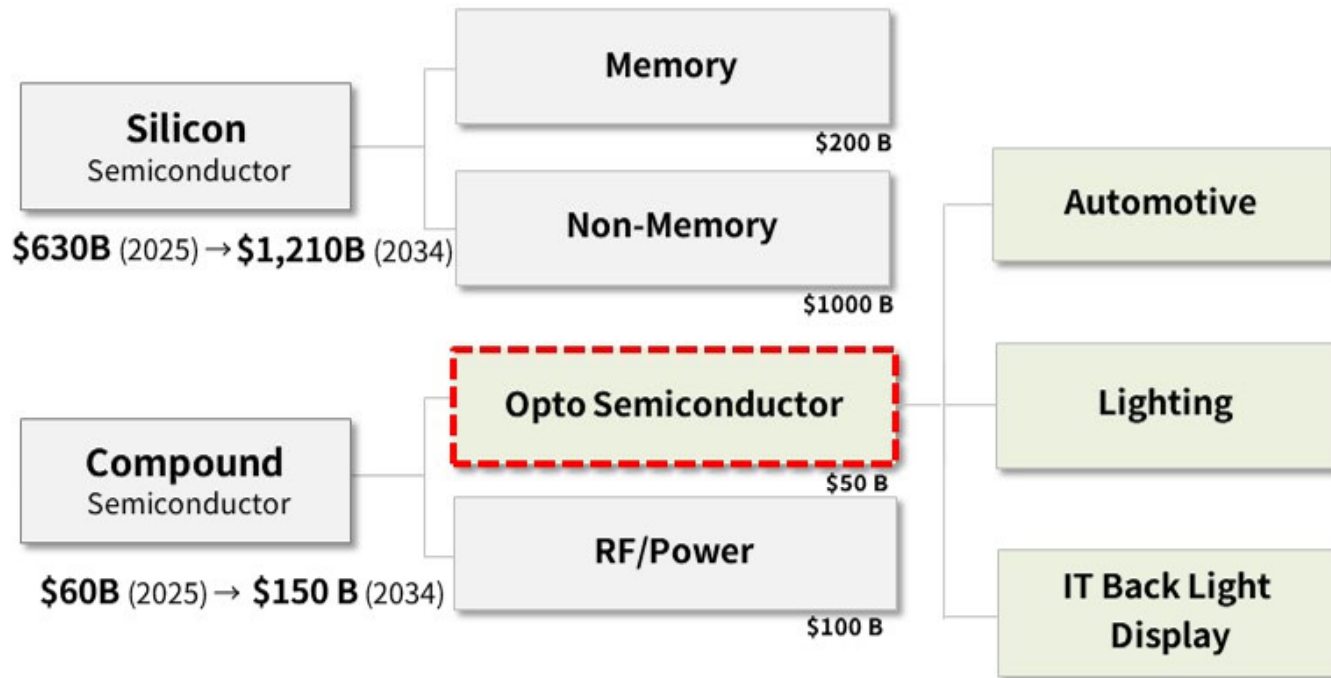 Silicon
Semiconductor
$630B (2025) → $1,210B (2034)
Memory
$200 B
Non-Memory
$1000 B
Compound
Semiconductor
$60B (2025) → $150 B (2034)
Opto Semiconductor
$50 B
RF/Power
$100 B
Automotive
Lighting
IT Back Light
Display